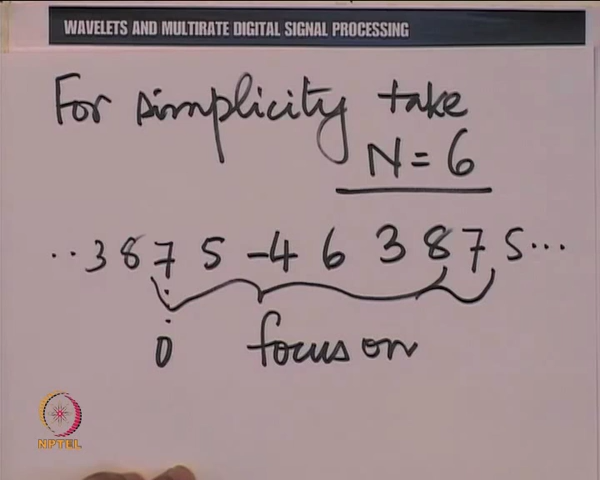 WAVELETS AND MULTIRATE DIGITAL SIGNAL PROCESSING
For simplicity take
N = 6
..3 8 7 5 -4 6 3 8 7 5...
0 focus on
NPTEL